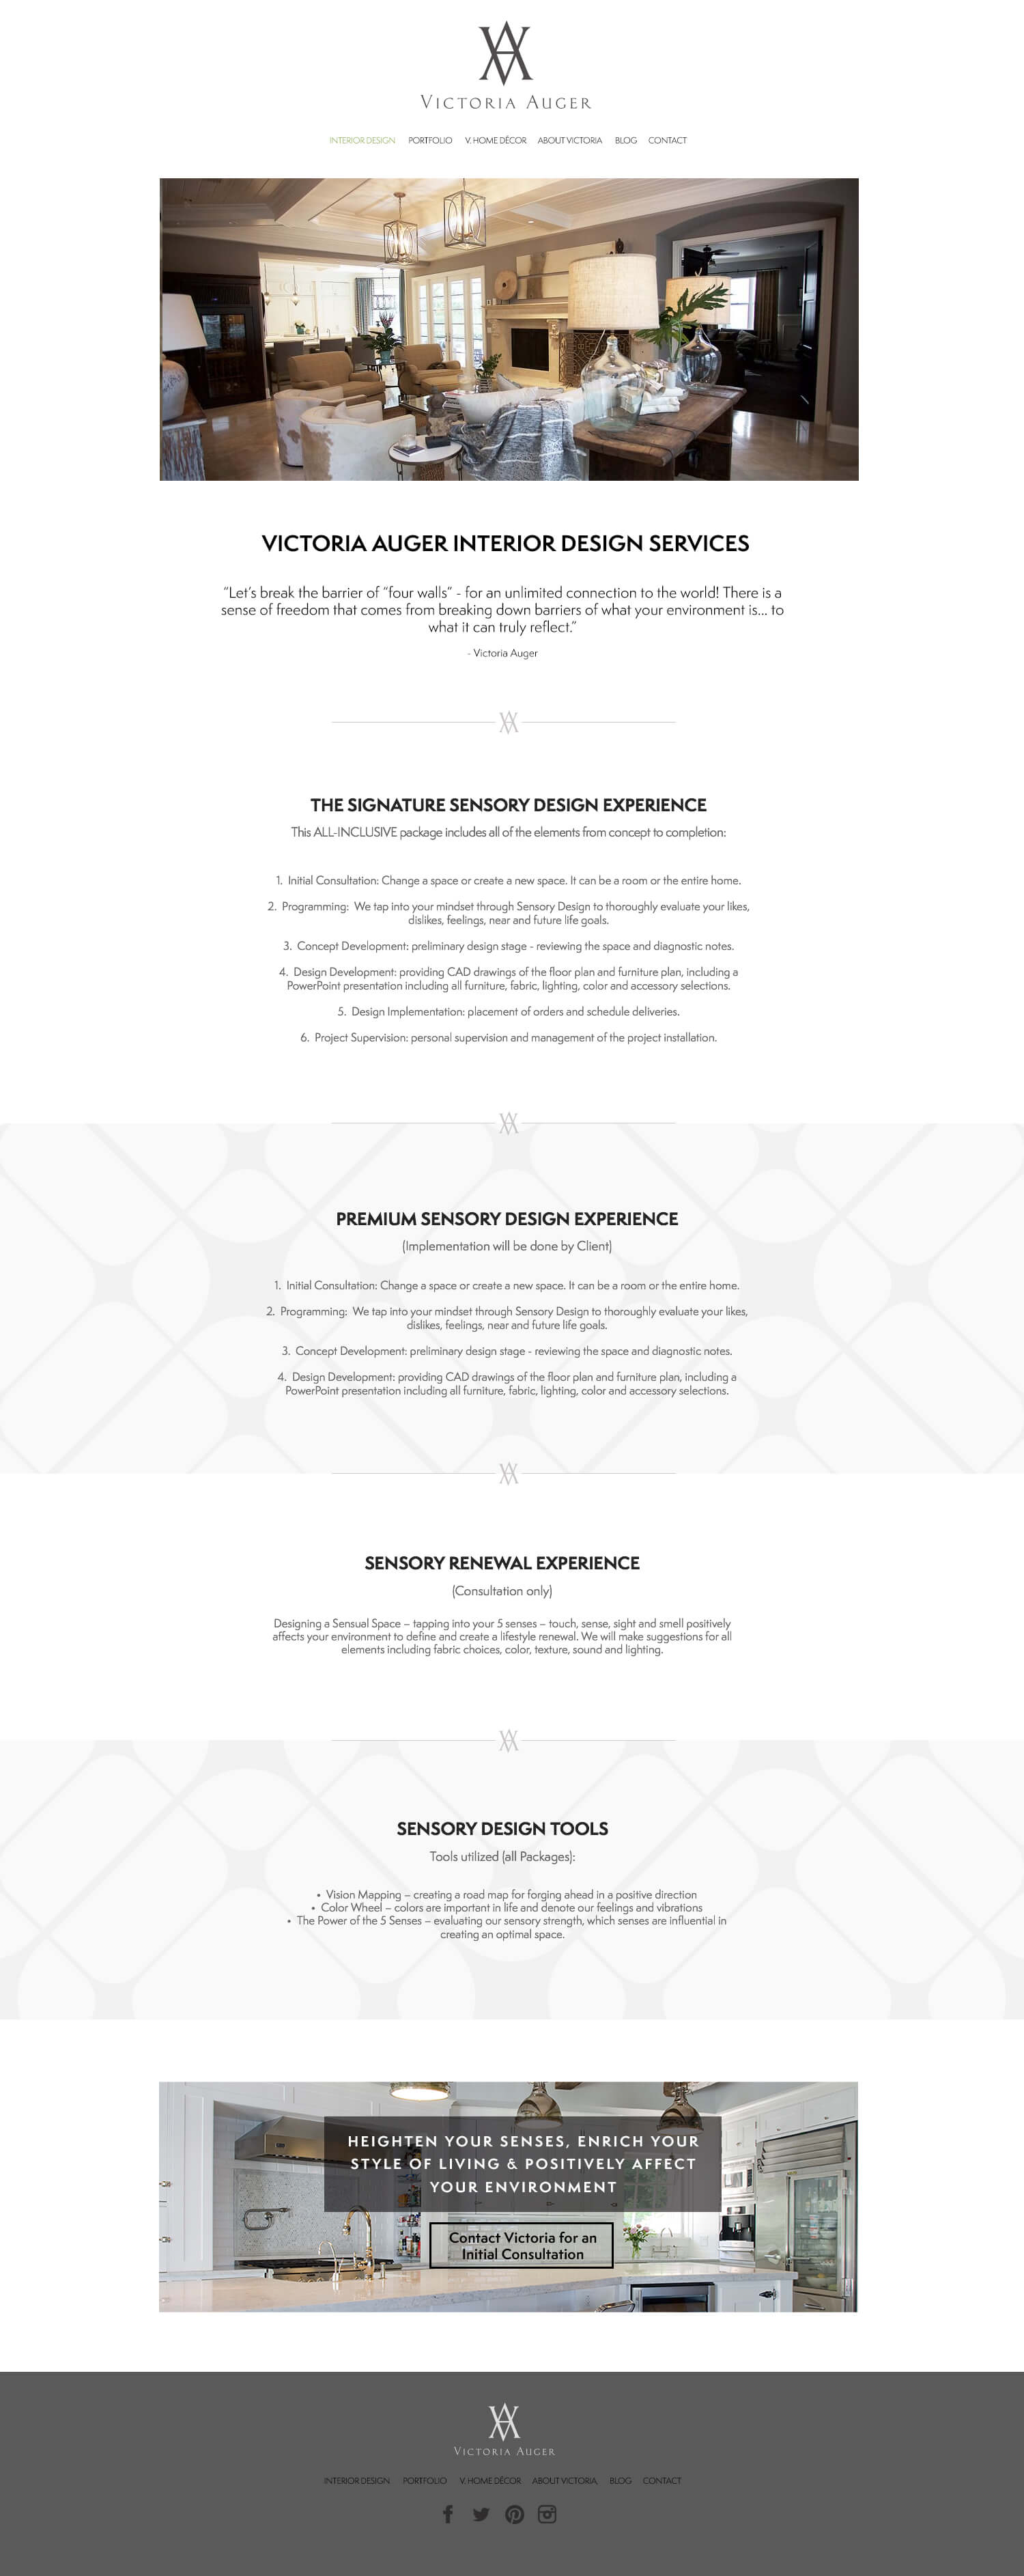 VICTORIA AUGER
INTERIOR DESIGN PORTFOLIO V. HOME DÉCOR ABOUT VICTORIA BLOG CONTACT
VICTORIA AUGER INTERIOR DESIGN SERVICES
“Let’s break the barrier of “four walls” - for an unlimited connection to the world! There is a
sense of freedom that comes from breaking down barriers of what your environment is... to
what it can truly reflect.”
- Victoria Auger
THE SIGNATURE SENSORY DESIGN EXPERIENCE
This ALL-INCLUSIVE package includes all of the elements from concept to completion:
1. Initial Consultation: Change a space or create a new space. It can be a room or the entire home.
2. Programming: We tap into your mindset through Sensory Design to thoroughly evaluate your likes,
dislikes, feelings, near and future life goals.
3. Concept Development: preliminary design stage - reviewing the space and diagnostic notes.
4. Design Development: providing CAD drawings of the floor plan and furniture plan, including a
PowerPoint presentation including all furniture, fabric, lighting, color and accessory selections.
5. Design Implementation: placement of orders and schedule deliveries.
6. Project Supervision: personal supervision and management of the project installation.
PREMIUM SENSORY DESIGN EXPERIENCE
(Implementation will be done by Client)
1. Initial Consultation: Change a space or create a new space. It can be a room or the entire home.
2. Programming: We tap into your mindset through Sensory Design to thoroughly evaluate your likes,
dislikes, feelings, near and future life goals.
3. Concept Development: preliminary design stage - reviewing the space and diagnostic notes.
4. Design Development: providing CAD drawings of the floor plan and furniture plan, including a
PowerPoint presentation including all furniture, fabric, lighting, color and accessory selections.
SENSORY RENEWAL EXPERIENCE
(Consultation only)
Designing a Sensual Space – tapping into your 5 senses – touch, sense, sight and smell positively
affects your environment to define and create a lifestyle renewal. We will make suggestions for all
elements including fabric choices, color, texture, sound and lighting.
SENSORY DESIGN TOOLS
Tools utilized (all Packages):
• Vision Mapping – creating a road map for forging ahead in a positive direction
• Color Wheel – colors are important in life and denote our feelings and vibrations
• The Power of the 5 Senses – evaluating our sensory strength, which senses are influential in
creating an optimal space.
HEIGHTEN YOUR SENSES, ENRICH YOUR
STYLE OF LIVING & POSITIVELY AFFECT
YOUR ENVIRONMENT
Contact Victoria for an
Initial Consultation
VICTORIA AUGER
INTERIOR DESIGN PORTFOLIO V. HOME DÉCOR ABOUT VICTORIA BLOG CONTACT